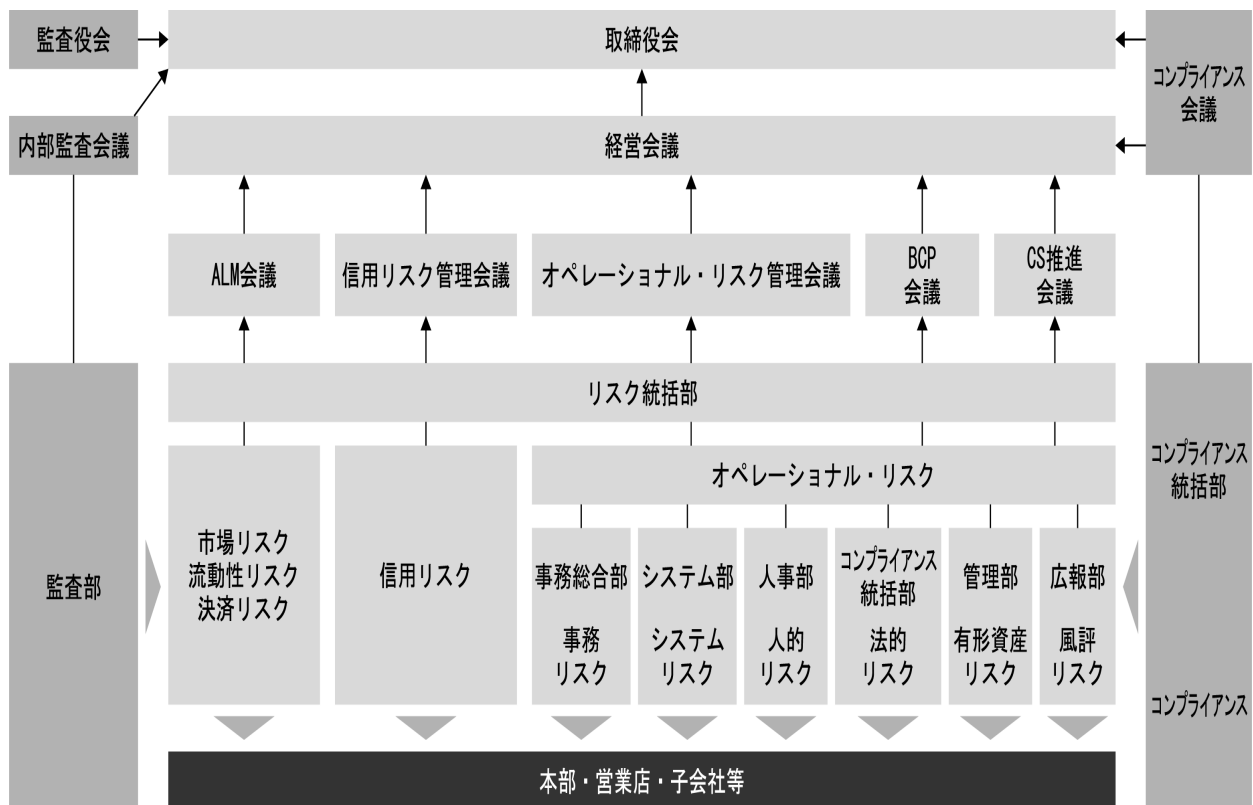 監査役会
取締役会
コンプライアンス
会議
内部監査会議
経営会議
ALM会議
信用リスク管理会議
オペレーショナル・リスク管理会議
BCP
会議
CS推進
会議
リスク統括部
監査部
市場リスク
流動性リスク
決済リスク
信用リスク
オペレーショナル・リスク
事務総合部
事務
リスク
システム部
システム
リスク
人事部
人的
リスク
コンプライアンス
統括部
法的
リスク
管理部
有形資産
リスク
広報部
風評
リスク
コンプライアンス
統括部
コンプライアンス
本部・営業店・子会社等